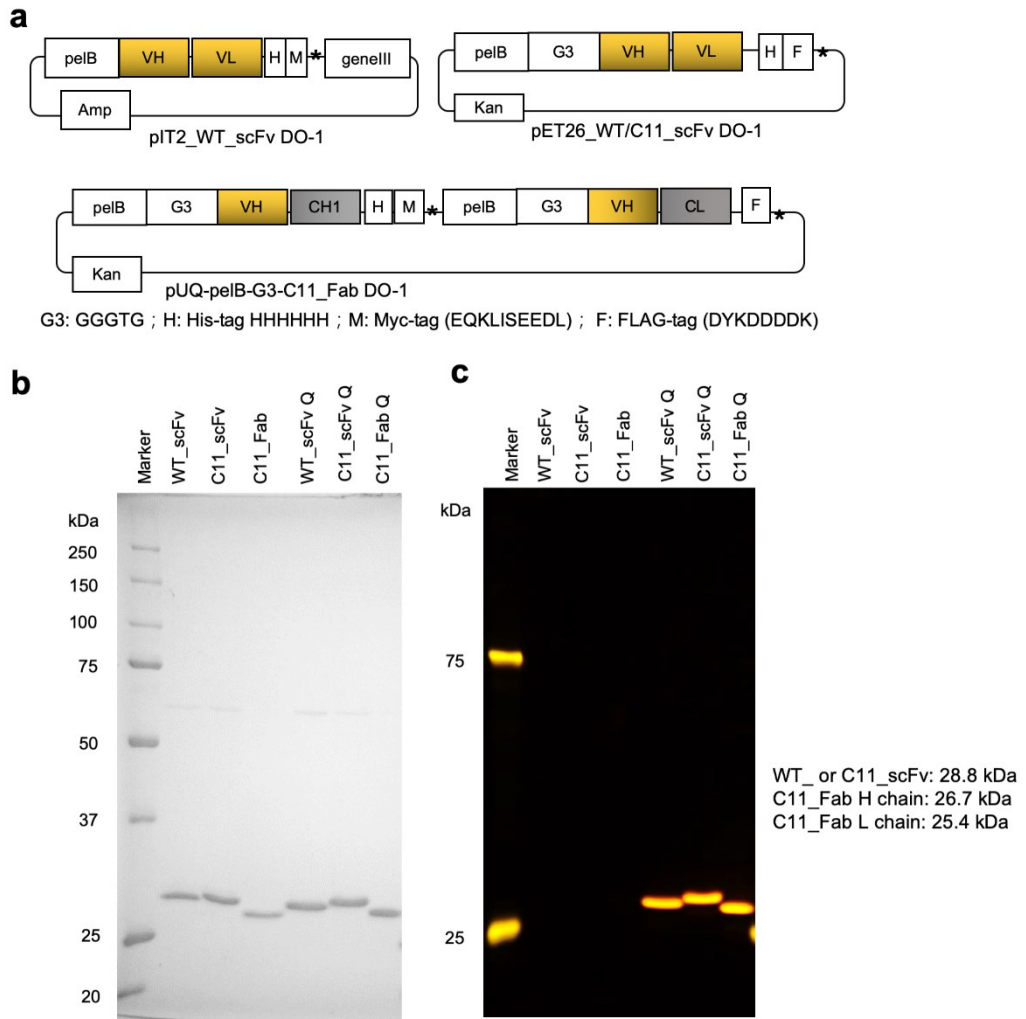 a
pelB VH VL H M * geneIII
Amp
pIT2_WT_scFv DO-1
pelB G3 VH VL H F *
Kan
pET26_WT/C11_scFv DO-1
pelB G3 VH CH1 H M * pelB G3 VH CL F *
Kan
pUQ-pelB-G3-C11_Fab DO-1
G3: GGGTG ; H: His-tag HHHHHH ; M: Myc-tag (EQKLISEEDL) ; F: FLAG-tag (DYKDDDDK)
b
Marker
WT_scFv
C11_scFv
C11_Fab
WT_scFv Q
C11_scFv Q
C11_Fab Q
kDa
250
150
100
75
50
37
25
20
c
Marker
WT_scFv
C11_scFv
C11_Fab
WT_scFv Q
C11_scFv Q
C11_Fab Q
kDa
75
25
WT_ or C11_scFv: 28.8 kDa
C11_Fab H chain: 26.7 kDa
C11_Fab L chain: 25.4 kDa